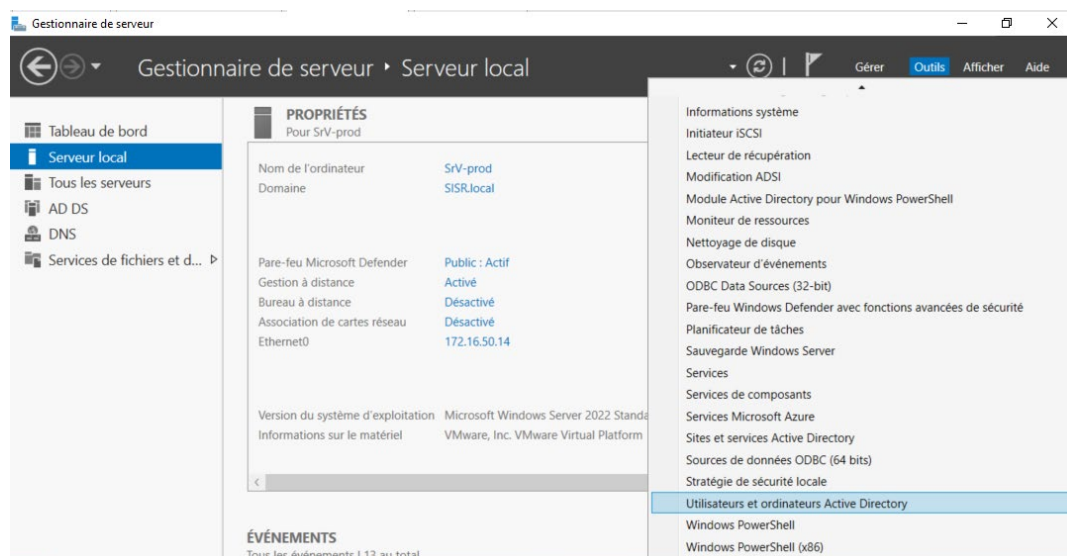 Gestionnaire de serveur
Gestionnaire de serveur ‣ Serveur local
Gérer
Outils
Afficher
Aide
Tableau de bord
Serveur local
Tous les serveurs
AD DS
DNS
Services de fichiers et d...
PROPRIÉTÉS
Pour SrV-prod
Nom de l'ordinateur SrV-prod
Domaine SISR.local
Pare-feu Microsoft Defender Public : Actif
Gestion à distance Activé
Bureau à distance Désactivé
Association de cartes réseau Désactivé
Ethernet0 172.16.50.14
Version du système d'exploitation Microsoft Windows Server 2022 Standa
Informations sur le matériel VMware, Inc. VMware Virtual Platform
ÉVÉNEMENTS
Tous les événements | 13 au total
Informations système
Initiateur iSCSI
Lecteur de récupération
Modification ADSI
Module Active Directory pour Windows PowerShell
Moniteur de ressources
Nettoyage de disque
Observateur d'événements
ODBC Data Sources (32-bit)
Pare-feu Windows Defender avec fonctions avancées de sécurité
Planificateur de tâches
Sauvegarde Windows Server
Services
Services de composants
Services Microsoft Azure
Sites et services Active Directory
Sources de données ODBC (64 bits)
Stratégie de sécurité locale
Utilisateurs et ordinateurs Active Directory
Windows PowerShell
Windows PowerShell (x86)